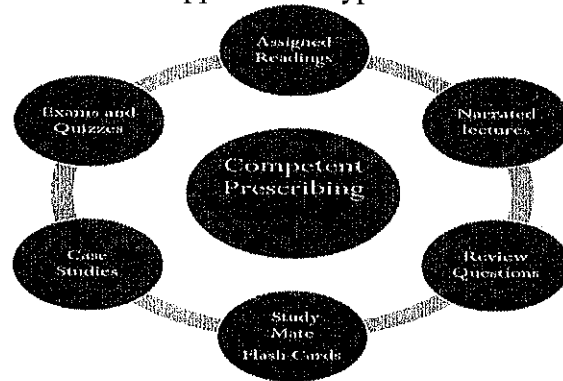 Assigned
Readings
Narrated
lectures
Review
Questions
Study
Mate
Flash-Cards
Case
Studies
Exams and
Quizzes
Competent
Prescribing